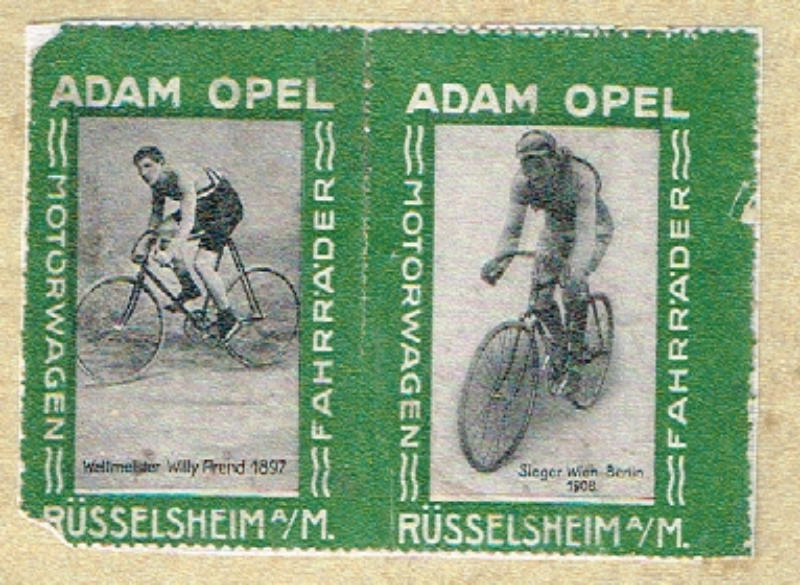 ADAM OPEL
MOTORWAGEN
FAHRRÄDER
Weltmeister Willy Arend 1897
RÜSSELSHEIM A/M.
ADAM OPEL
MOTORWAGEN
FAHRRÄDER
Sieger Wien-Berlin
1908
RÜSSELSHEIM A/M.